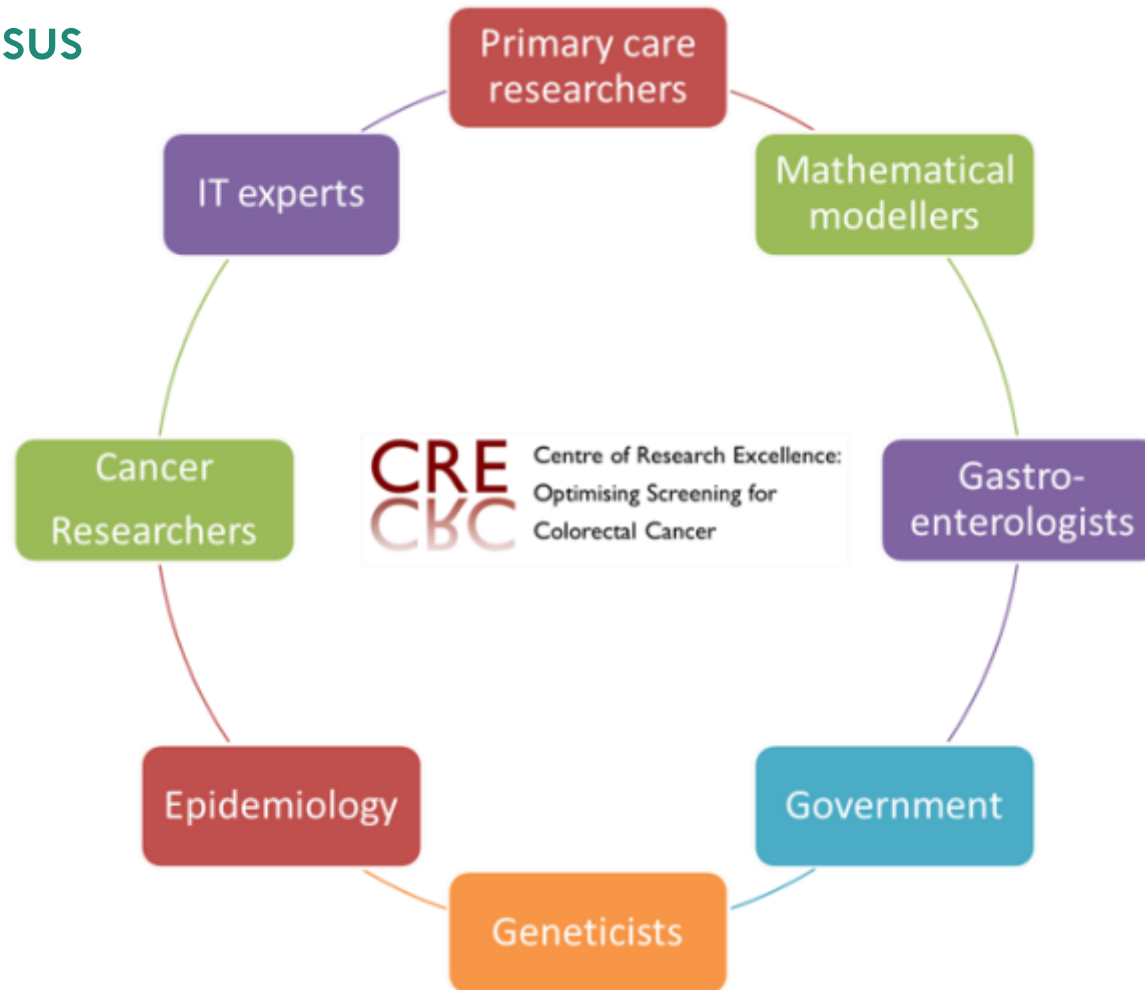 sus
Primary care
researchers
IT experts
Mathematical
modellers
Cancer
Researchers
CRE
CRC
Centre of Research Excellence:
Optimising Screening for
Colorectal Cancer
Gastro-
enterologists
Epidemiology
Government
Geneticists